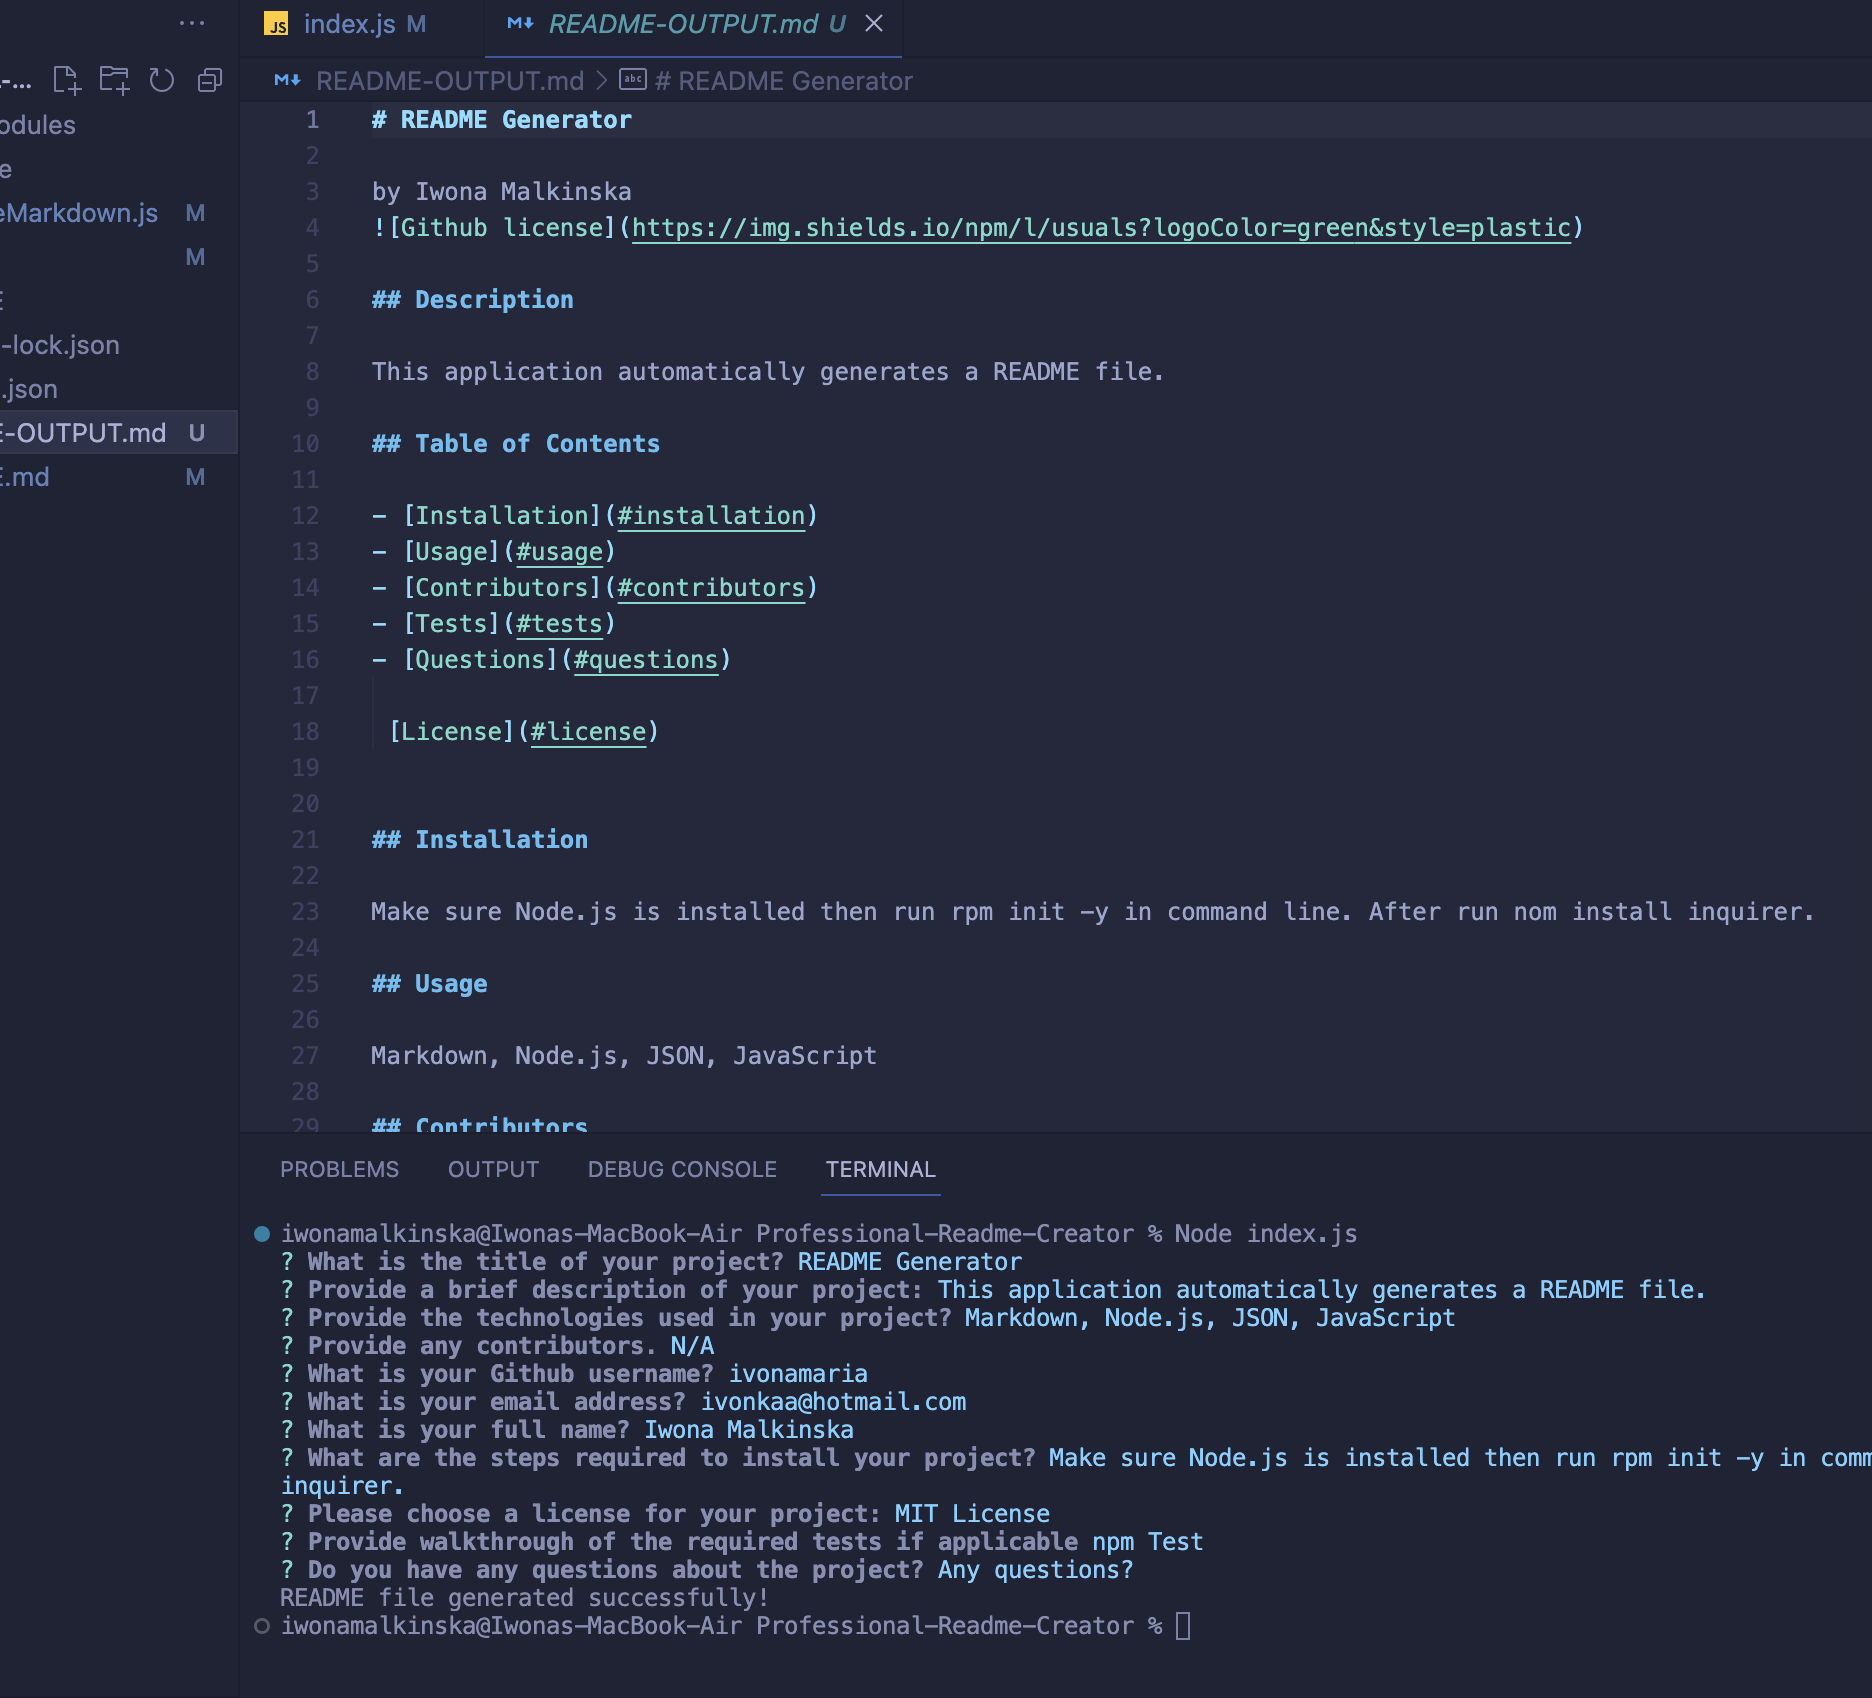 index.js M
README-OUTPUT.md U
README-OUTPUT.md > # README Generator
odules
e
eMarkdown.js M
M
-lock.json
.json
E-OUTPUT.md U
E.md M
1 # README Generator
2
3 by Iwona Malkinska
4 ![Github license](https://img.shields.io/npm/l/usuals?logoColor=green&style=plastic)
5
6 ## Description
7
8 This application automatically generates a README file.
9
10 ## Table of Contents
11
12 - [Installation](#installation)
13 - [Usage](#usage)
14 - [Contributors](#contributors)
15 - [Tests](#tests)
16 - [Questions](#questions)
17
18 [License](#license)
19
20
21 ## Installation
22
23 Make sure Node.js is installed then run rpm init -y in command line. After run nom install inquirer.
24
25 ## Usage
26
27 Markdown, Node.js, JSON, JavaScript
28
29 ## Contributors
PROBLEMS OUTPUT DEBUG CONSOLE TERMINAL
iwonamalkinska@Iwonas-MacBook-Air Professional-Readme-Creator % Node index.js
? What is the title of your project? README Generator
? Provide a brief description of your project: This application automatically generates a README file.
? Provide the technologies used in your project? Markdown, Node.js, JSON, JavaScript
? Provide any contributors. N/A
? What is your Github username? ivonamaria
? What is your email address? ivonkaa@hotmail.com
? What is your full name? Iwona Malkinska
? What are the steps required to install your project? Make sure Node.js is installed then run rpm init -y in comm
inquirer.
? Please choose a license for your project: MIT License
? Provide walkthrough of the required tests if applicable npm Test
? Do you have any questions about the project? Any questions?
README file generated successfully!
iwonamalkinska@Iwonas-MacBook-Air Professional-Readme-Creator %